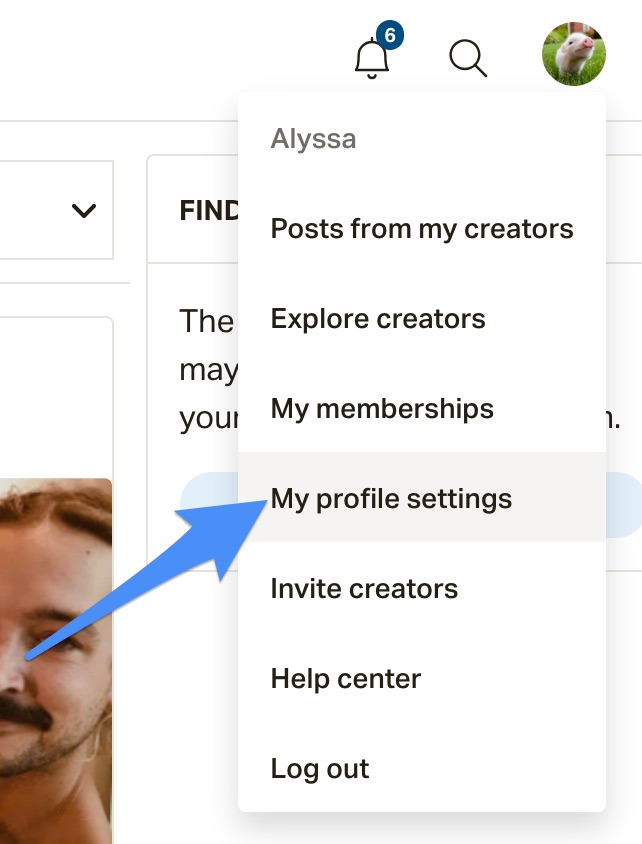 6
Alyssa
FIND
Posts from my creators
The
Explore creators
may
your
My memberships
My profile settings
Invite creators
Help center
Log out